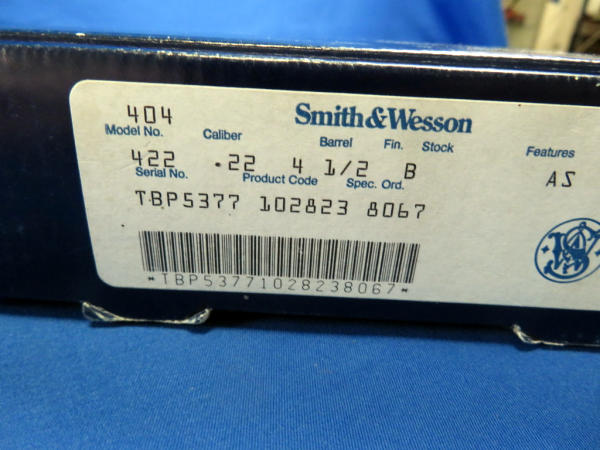 404 Smith&Wesson
Model No. Caliber Barrel Fin. Stock Features
422 .22 4 1/2 B AS
Serial No. Product Code Spec. Ord.
TBP5377 102823 8067
*TBP53771028238067*